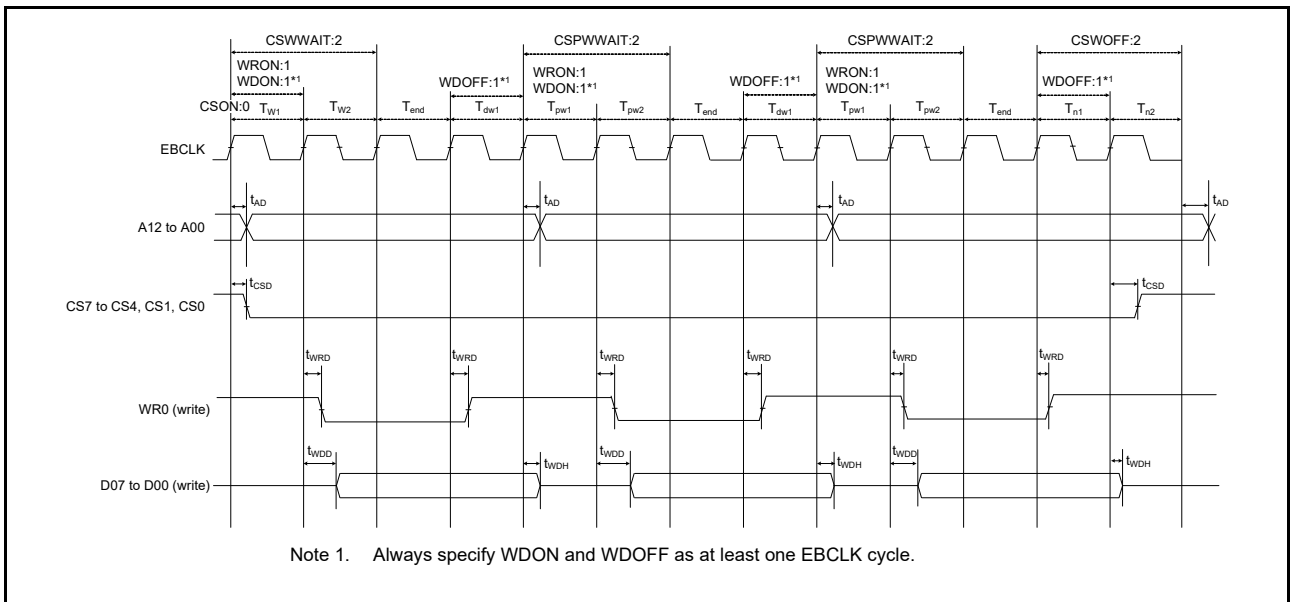 CSWWAIT:2 CSPWWAIT:2 CSPWWAIT:2 CSWOFF:2
WRON:1 WRON:1 WRON:1
WDON:1*1 WDOFF:1*1 WDON:1*1 WDOFF:1*1 WDON:1*1 WDOFF:1*1
CSON:0 TW1 TW2 Tend Tdw1 Tpw1 Tpw2 Tend Tdw1 Tpw1 Tpw2 Tend Tn1 Tn2
EBCLK
tAD tAD tAD tAD
A12 to A00
tCSD tCSD
CS7 to CS4, CS1, CS0
tWRD tWRD tWRD tWRD tWRD tWRD
WR0 (write)
tWDD tWDH tWDD tWDH tWDD tWDH
D07 to D00 (write)
Note 1. Always specify WDON and WDOFF as at least one EBCLK cycle.